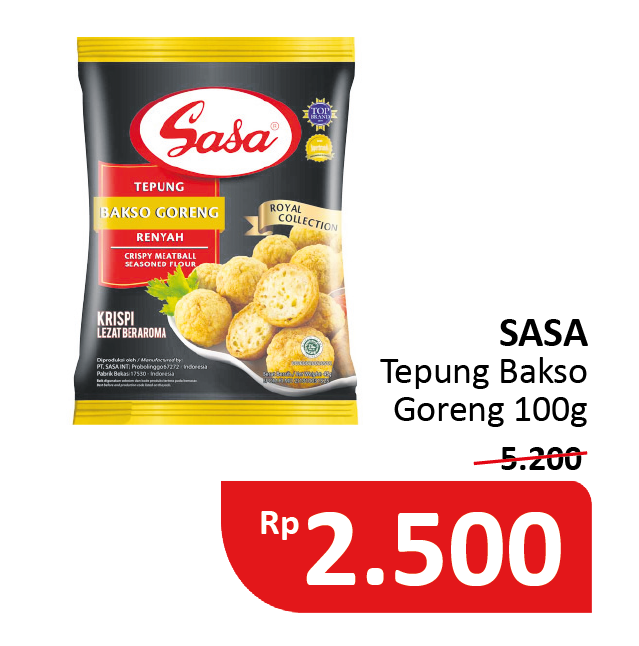 Sasa®
TOP
BRAND
TEPUNG
BAKSO GORENG
RENYAH
CRISPY MEATBALL
SEASONED FLOUR
ROYAL
COLLECTION
KRISPI
LEZAT BERAROMA
Diproduksi oleh / Manufactured by:
PT. SASA INTI Probolinggo 67272 - Indonesia
Pabrik Bekasi 17530 - Indonesia
SASA
Tepung Bakso
Goreng 100g
5.200
Rp 2.500